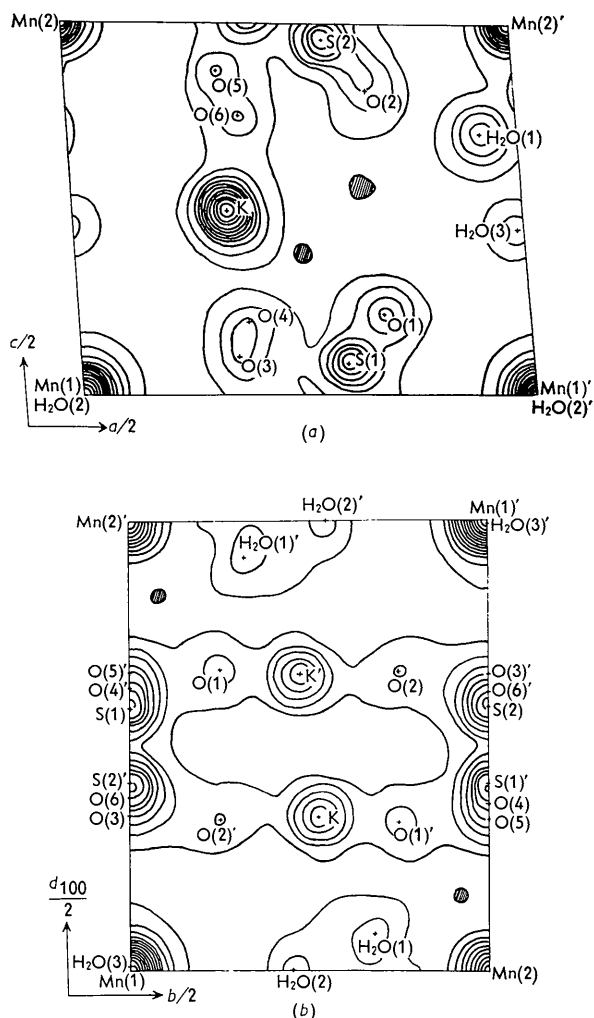 Mn(2) Mn(2)′
S(2)
O(5)
O(2)
O(6)
H₂O(1)
K
H₂O(3)
O(4)
O(1)
c/2
O(3) S(1)
Mn(1) Mn(1)′
H₂O(2) H₂O(2)′
a/2
(a)
H₂O(2)′
Mn(2)′ Mn(1)′
H₂O(3)′
H₂O(1)′
O(5)′ O(3)′
O(1) K′ O(2)
O(4)′ O(6)′
S(1) S(2)
S(2)′ S(1)′
O(6) O(4)
O(3) O(5)
O(2)′ K O(1)′
d₁₀₀
2
H₂O(1)
H₂O(3)
Mn(1) H₂O(2) Mn(2)
b/2
(b)